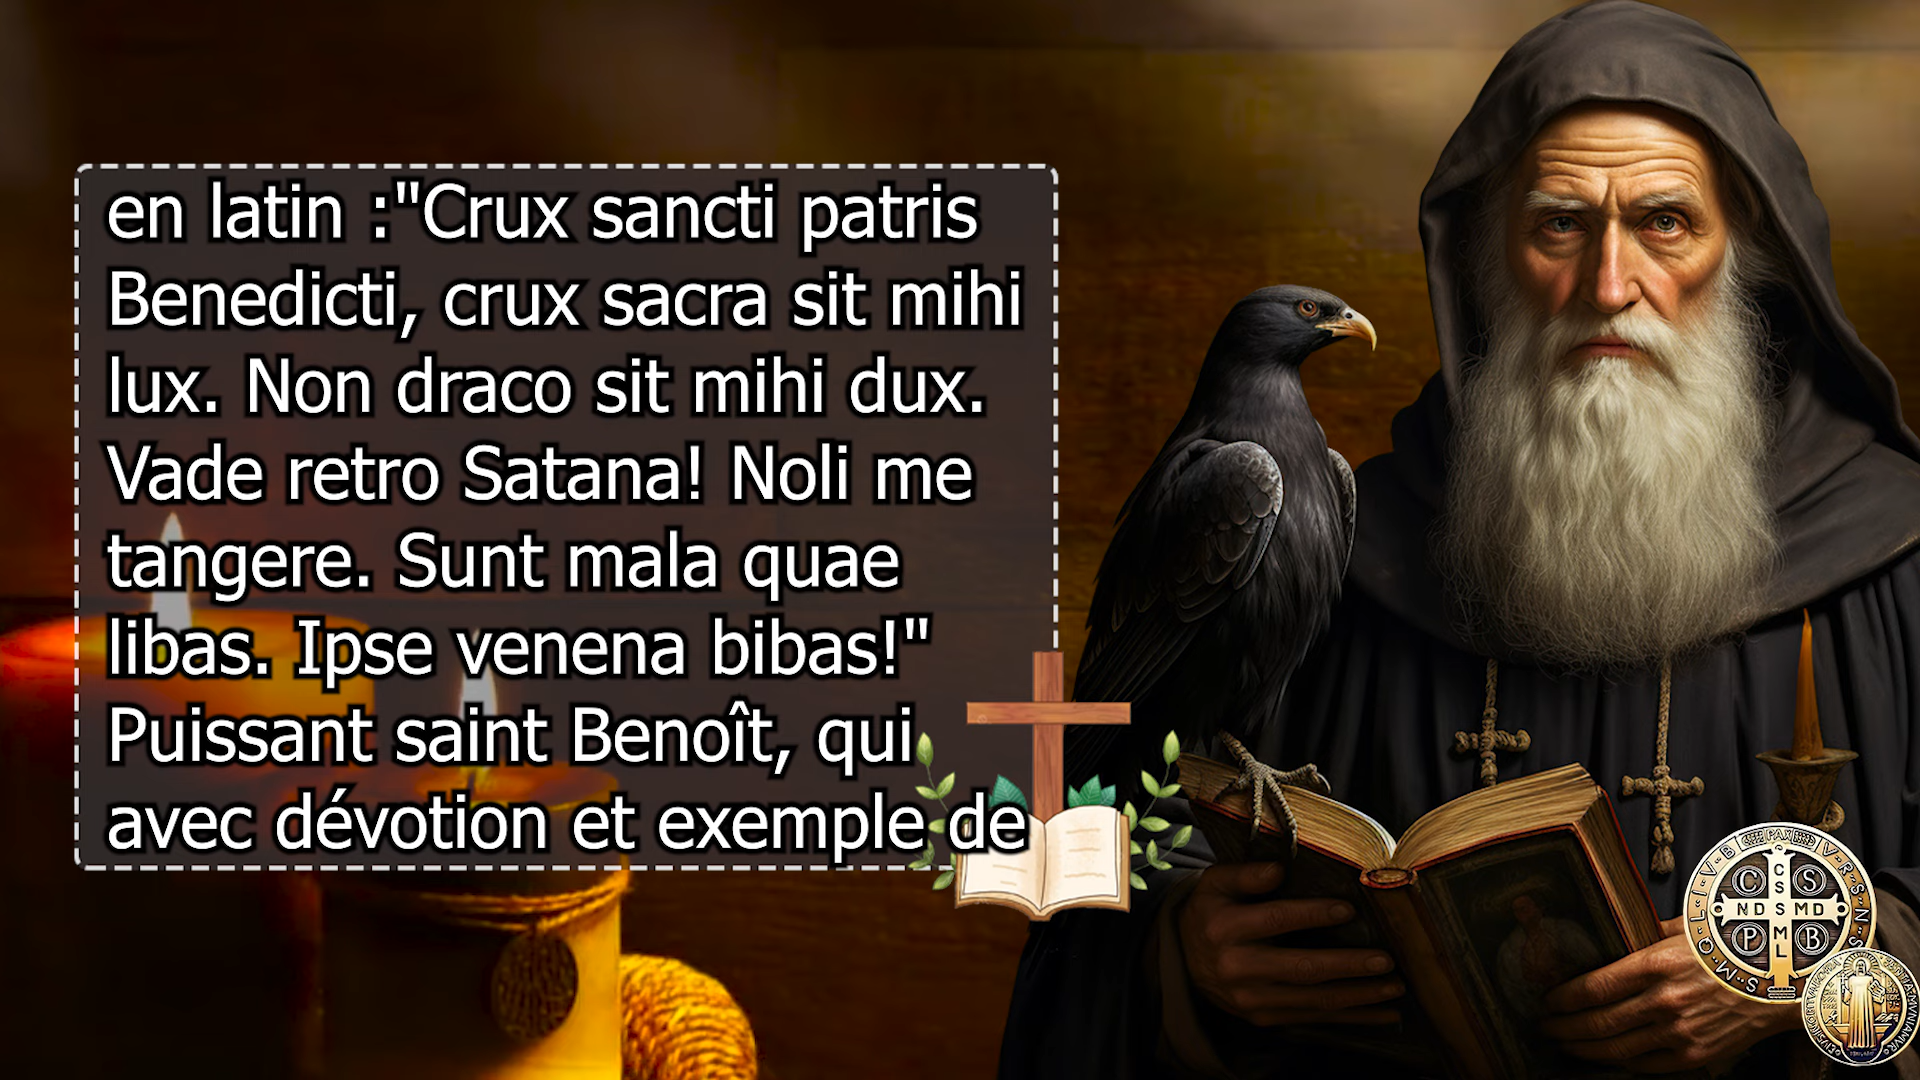 en latin :"Crux sancti patris
Benedicti, crux sacra sit mihi
lux. Non draco sit mihi dux.
Vade retro Satana! Noli me
tangere. Sunt mala quae
libas. Ipse venena bibas!"
Puissant saint Benoît, qui
avec dévotion et exemple de
PAX
V·R·S·N·S
S·M·Q·L·I·V·B
C S
C S S M L
N D S M D
P B